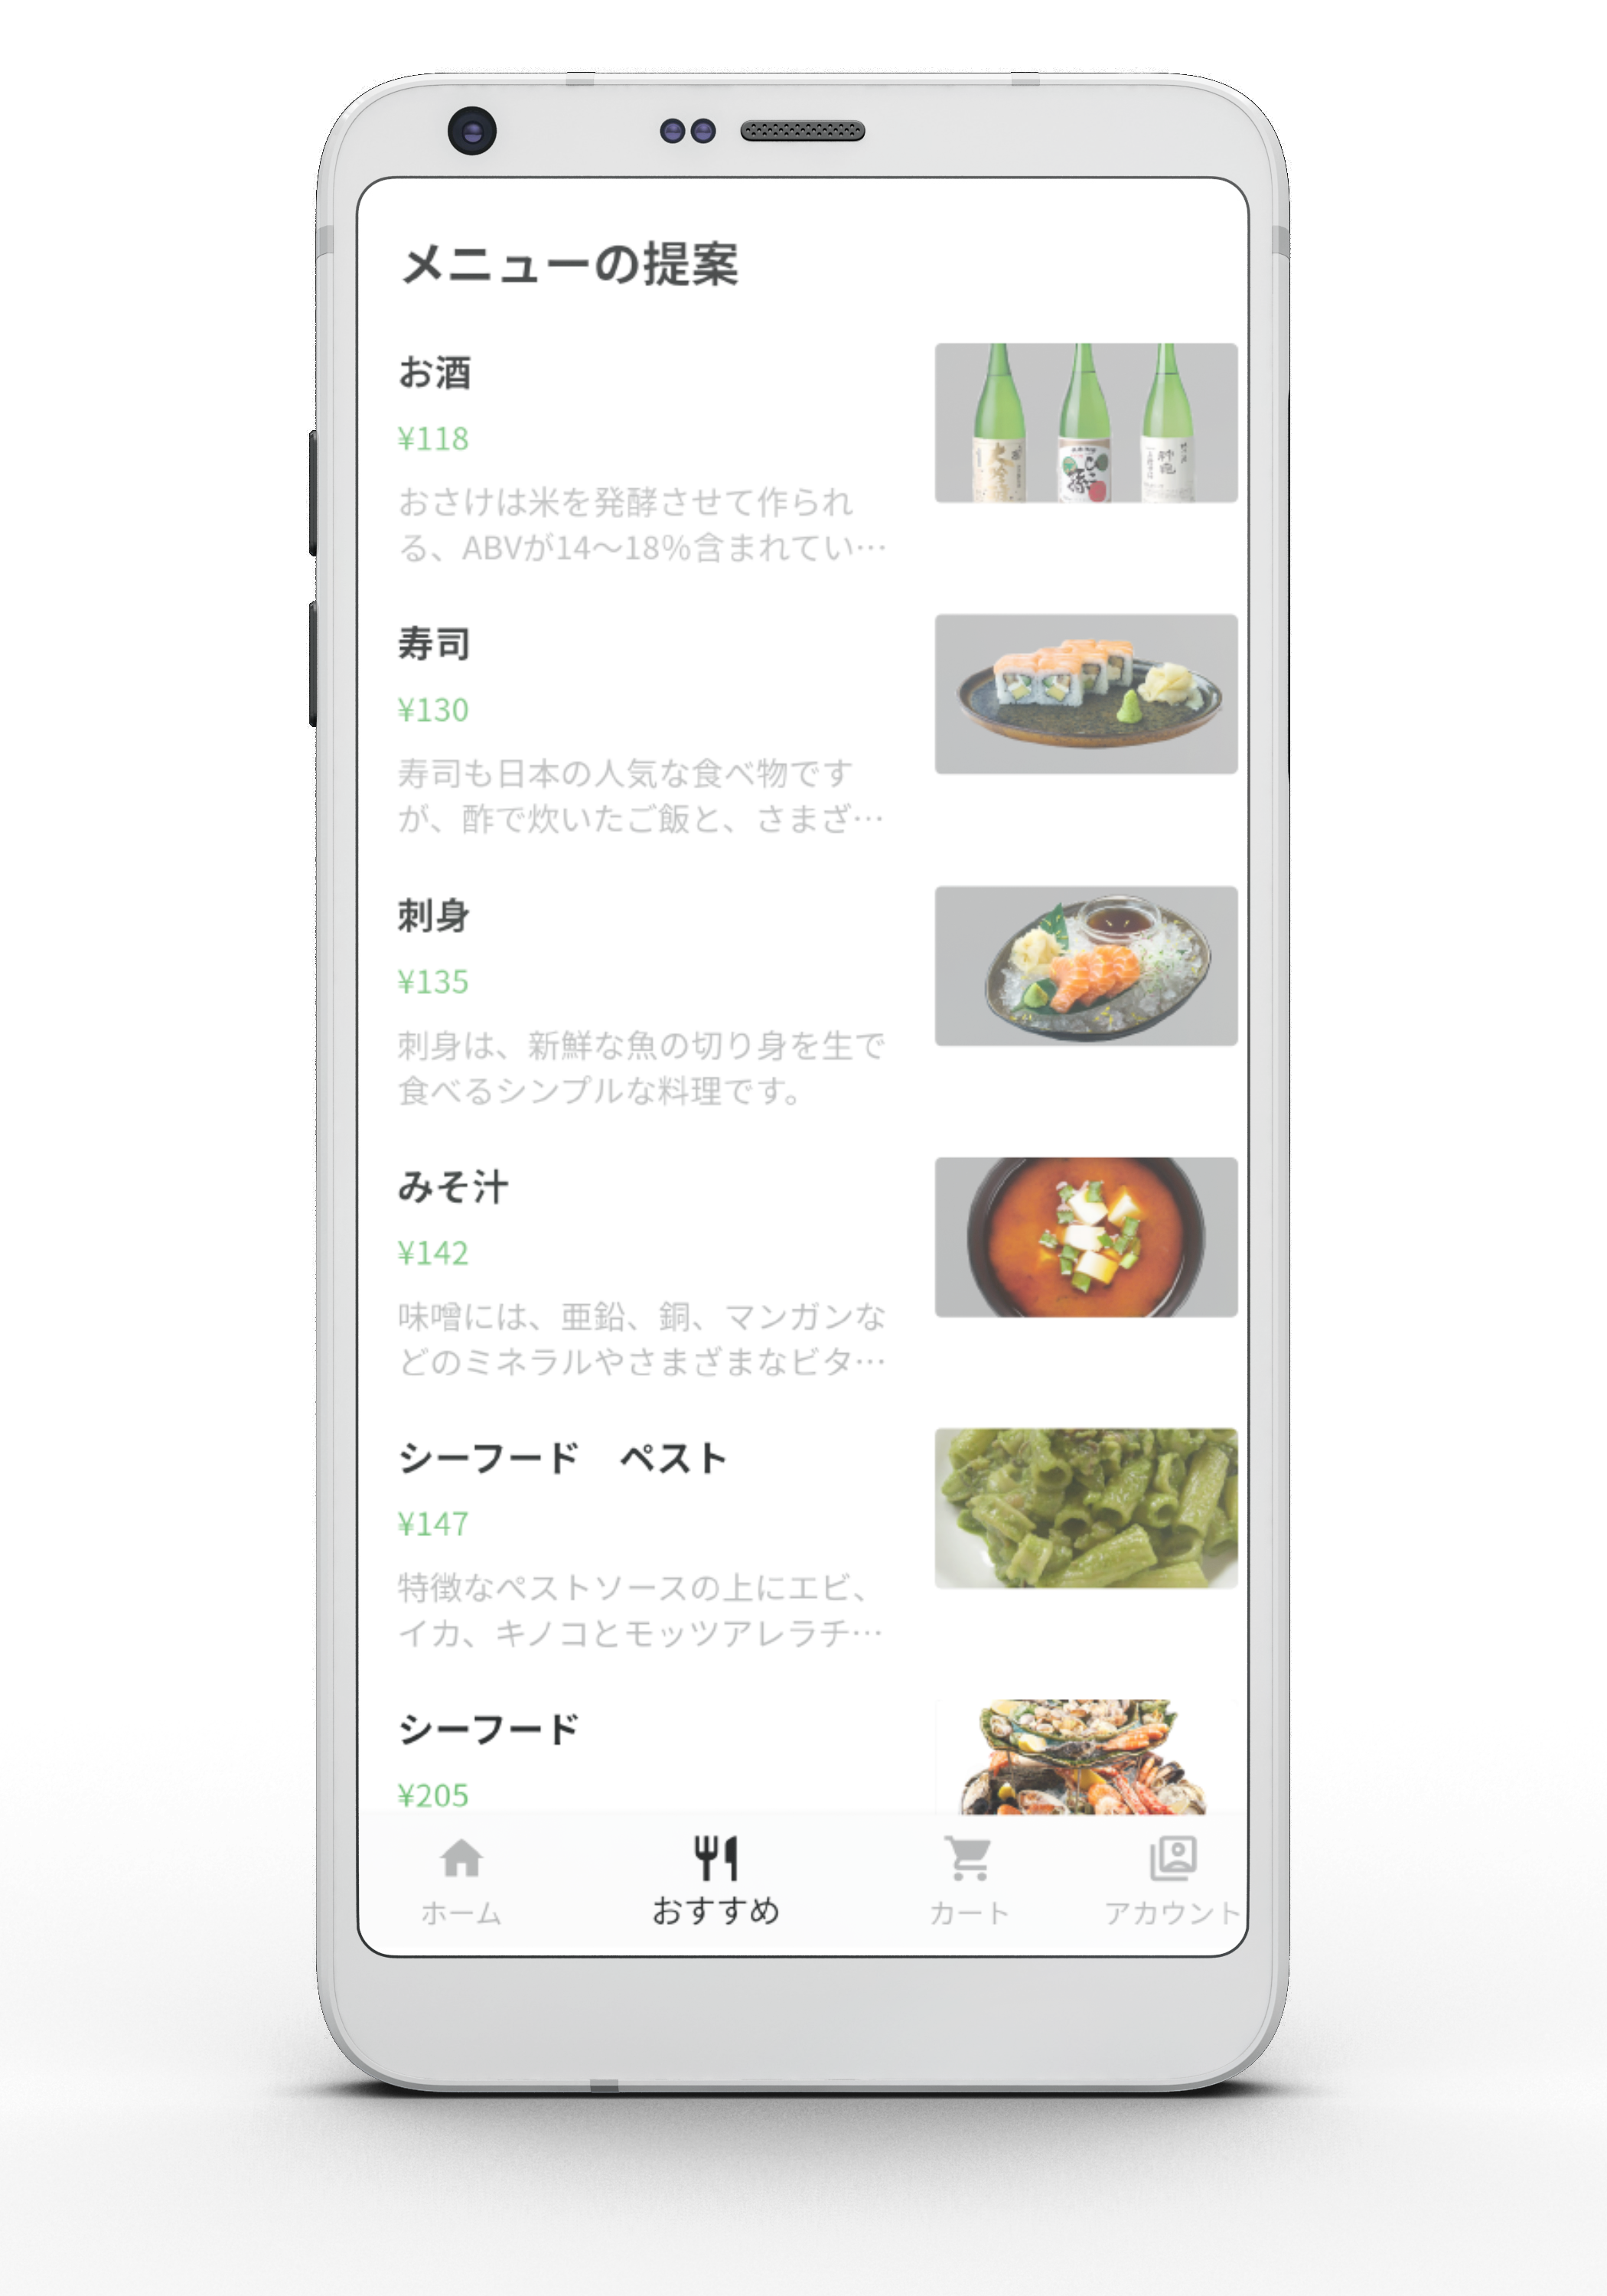 メニューの提案
お酒
¥118
おさけは米を発酵させて作られ
る、ABVが14～18%含まれてい…
寿司
¥130
寿司も日本の人気な食べ物です
が、酢で炊いたご飯と、さまざ…
刺身
¥135
刺身は、新鮮な魚の切り身を生で
食べるシンプルな料理です。
みそ汁
¥142
味噌には、亜鉛、銅、マンガンな
どのミネラルやさまざまなビタ…
シーフード　ペスト
¥147
特徴なペストソースの上にエビ、
イカ、キノコとモッツアレラチ…
シーフード
¥205
ホーム
おすすめ
カート
アカウント